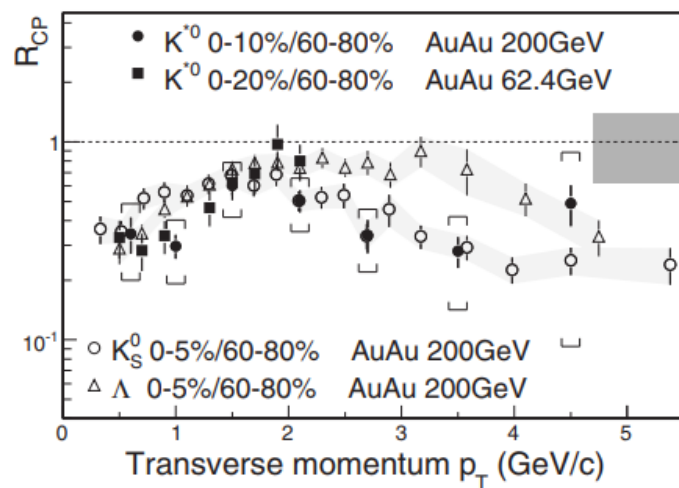 R_CP
K*0 0-10%/60-80% AuAu 200GeV
K*0 0-20%/60-80% AuAu 62.4GeV
1
10-1
K0S 0-5%/60-80% AuAu 200GeV
Λ 0-5%/60-80% AuAu 200GeV
0 1 2 3 4 5
Transverse momentum p_T (GeV/c)